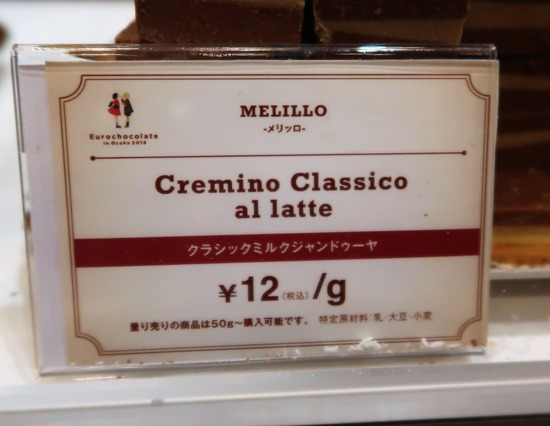 Eurochocolate
in Osaka 2019
MELILLO
-メリッロ-
Cremino Classico
al latte
クラシックミルクジャンドゥーヤ
¥12(税込)/g
量り売りの商品は50g~購入可能です。 特定原材料:乳·大豆·小麦